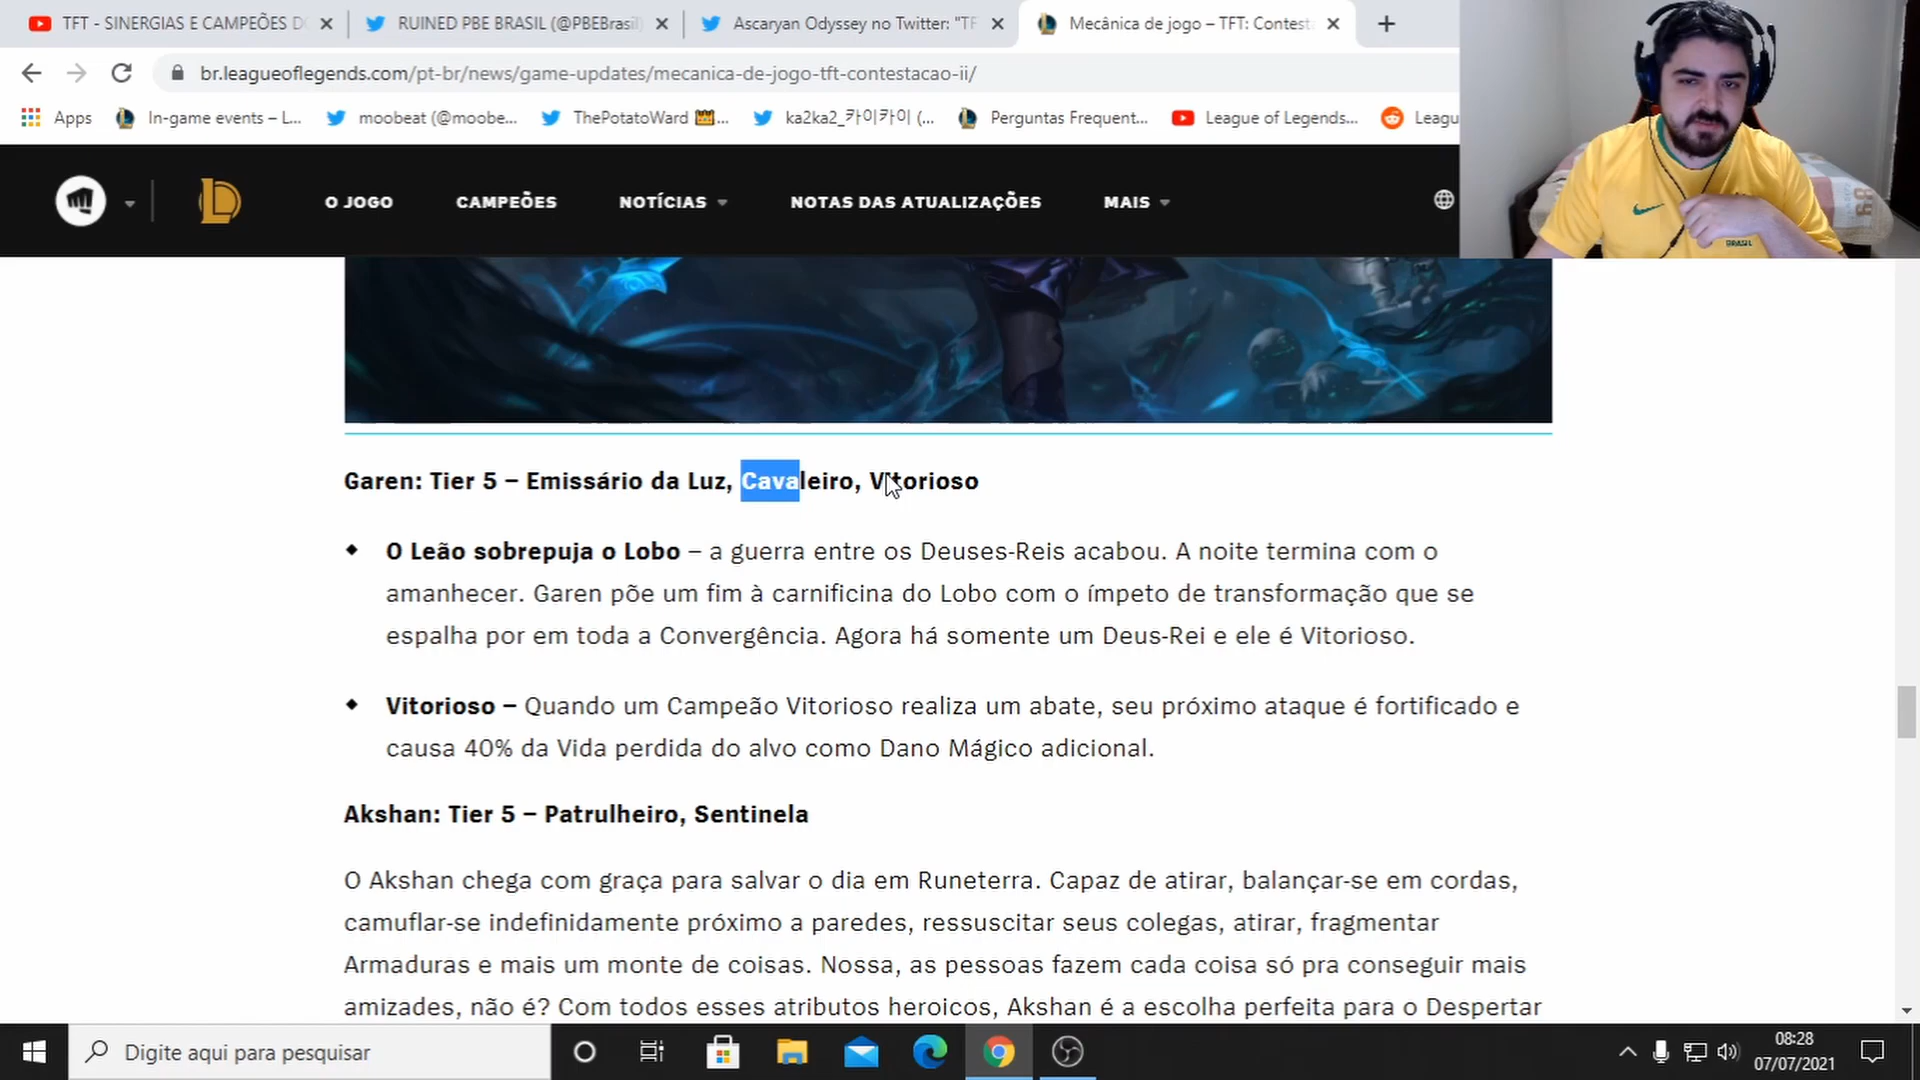 TFT - SINERGIAS E CAMPEÕES D
RUINED PBE BRASIL (@PBEBrasil
Ascaryan Odyssey no Twitter: "TF
Mecânica de jogo – TFT: Contest
br.leagueoflegends.com/pt-br/news/game-updates/mecanica-de-jogo-tft-contestacao-ii/
Apps
In-game events – L...
moobeat (@moobe...
ThePotatoWard 👑...
ka2ka2_카이카이 (...
Perguntas Frequent...
League of Legends...
Leagu
O JOGO
CAMPEÕES
NOTÍCIAS
NOTAS DAS ATUALIZAÇÕES
MAIS
BRASIL
Garen: Tier 5 – Emissário da Luz, Cavaleiro, Vitorioso
O Leão sobrepuja o Lobo – a guerra entre os Deuses-Reis acabou. A noite termina com o
amanhecer. Garen põe um fim à carnificina do Lobo com o ímpeto de transformação que se
espalha por em toda a Convergência. Agora há somente um Deus-Rei e ele é Vitorioso.
Vitorioso – Quando um Campeão Vitorioso realiza um abate, seu próximo ataque é fortificado e
causa 40% da Vida perdida do alvo como Dano Mágico adicional.
Akshan: Tier 5 – Patrulheiro, Sentinela
O Akshan chega com graça para salvar o dia em Runeterra. Capaz de atirar, balançar-se em cordas,
camuflar-se indefinidamente próximo a paredes, ressuscitar seus colegas, atirar, fragmentar
Armaduras e mais um monte de coisas. Nossa, as pessoas fazem cada coisa só pra conseguir mais
amizades, não é? Com todos esses atributos heroicos, Akshan é a escolha perfeita para o Despertar
Digite aqui para pesquisar
08:28
07/07/2021